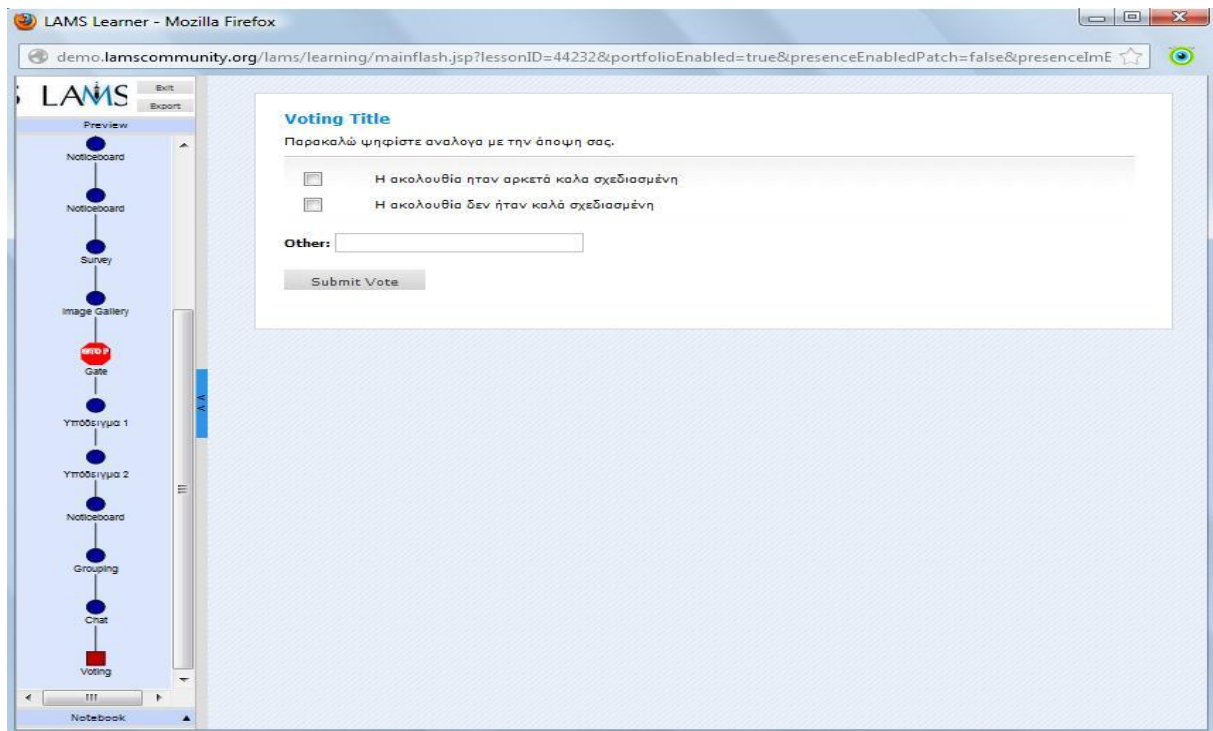 LAMS Learner - Mozilla Firefox
demo.lamscommunity.org/lams/learning/mainflash.jsp?lessonID=44232&portfolioEnabled=true&presenceEnabledPatch=false&presenceImE
LAMS
Exit
Export
Preview
Noticeboard
Noticeboard
Survey
Image Gallery
STOP
Gate
Υπόδειγμα 1
Υπόδειγμα 2
Noticeboard
Grouping
Chat
Voting
Notebook
Voting Title
Παρακαλώ ψηφίστε αναλογα με την άποψη σας.
Η ακολουθία ηταν αρκετά καλα σχεδιασμένη
Η ακολουθία δεν ήταν καλά σχεδιασμένη
Other:
Submit Vote